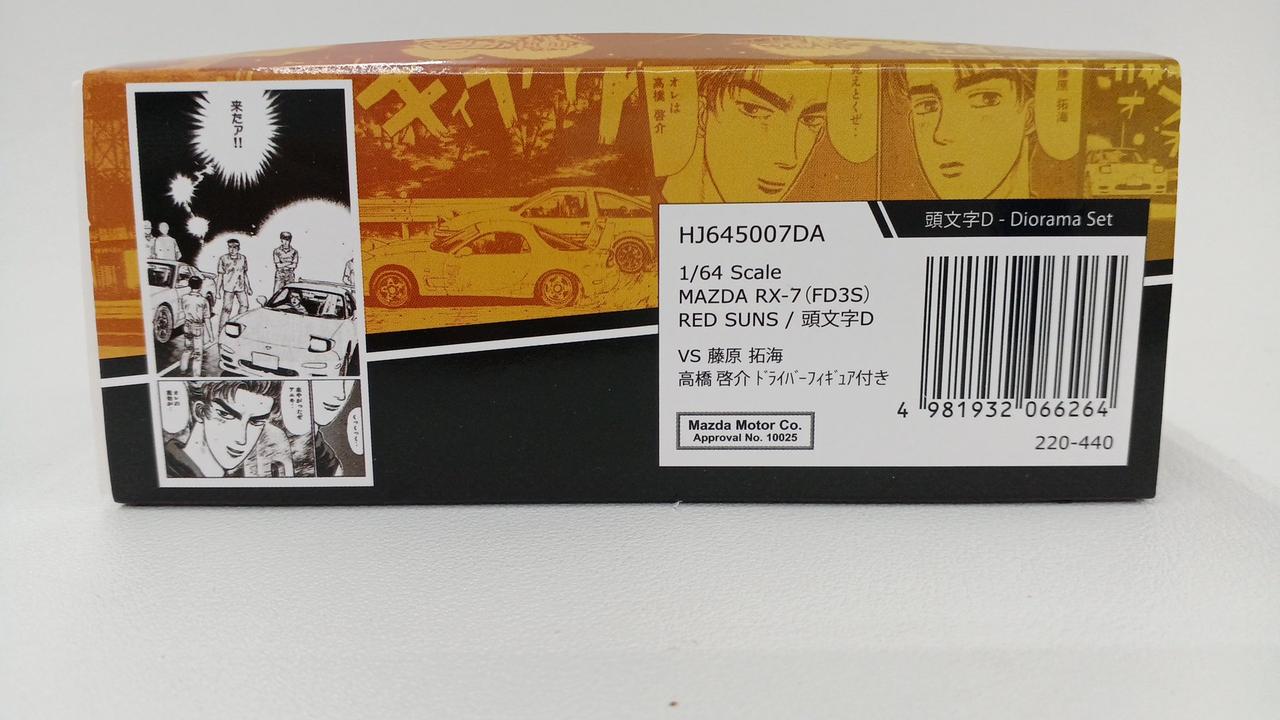 来たァ!!
オレは
高橋 啓介
えとくぜ‥
藤原 拓海
頭文字D - Diorama Set
HJ645007DA
1/64 Scale
MAZDA RX-7(FD3S)
RED SUNS / 頭文字D
VS 藤原 拓海
高橋 啓介 ﾄﾞﾗｲﾊﾞｰﾌｨｷﾞｭｱ付き
Mazda Motor Co.
Approval No. 10025
4 981932 066264
220-440